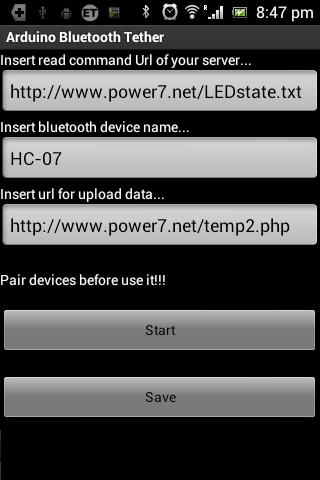 ET R 8:47 pm
Arduino Bluetooth Tether
Insert read command Url of your server...
http://www.power7.net/LEDstate.txt
Insert bluetooth device name...
HC-07
Insert url for upload data...
http://www.power7.net/temp2.php
Pair devices before use it!!!
Start
Save